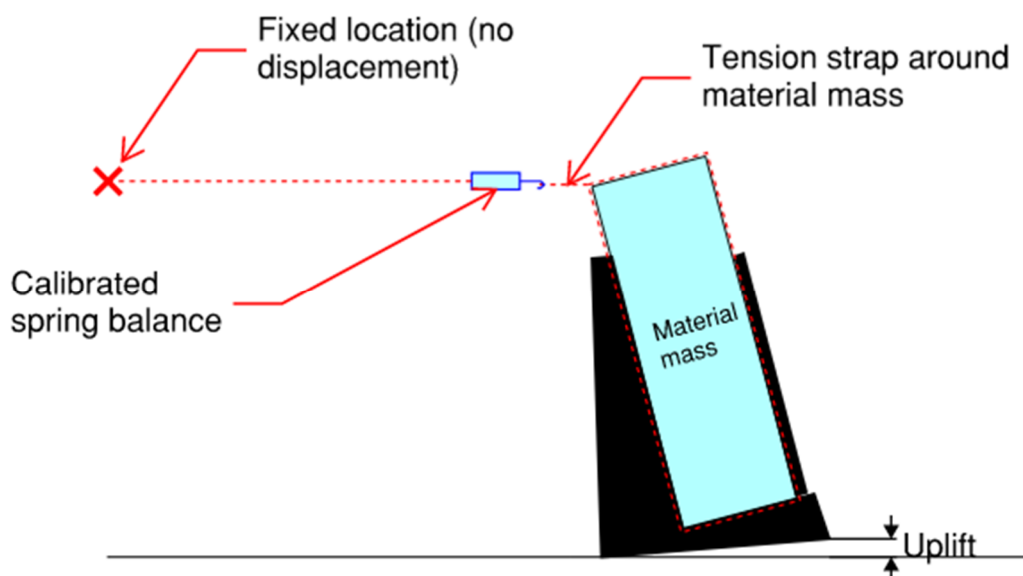 Fixed location (no
displacement)
Tension strap around
material mass
Calibrated
spring balance
Material
mass
Uplift